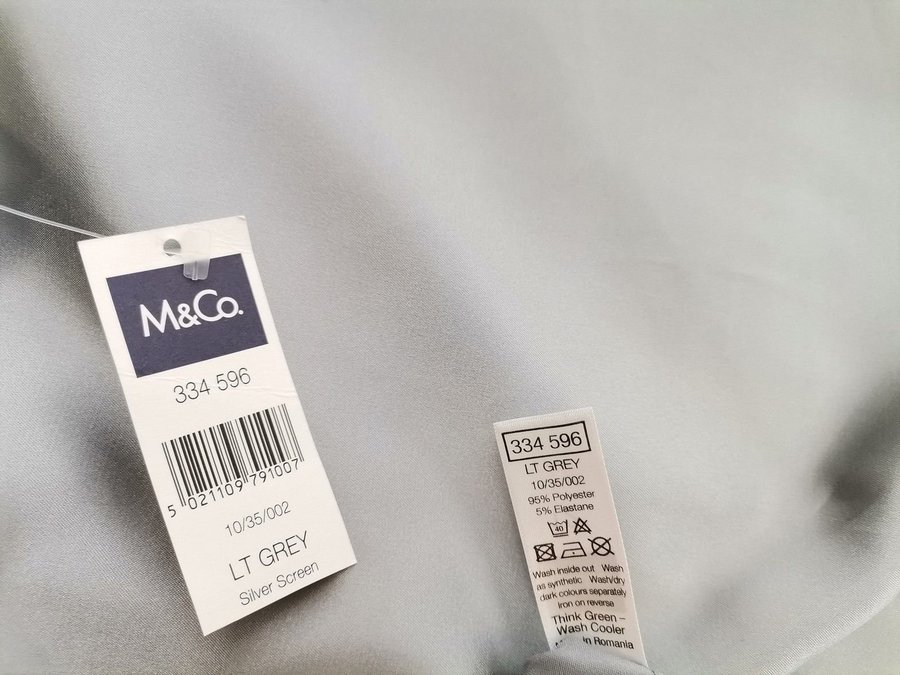 M&Co.
334 596
5 021109 791007
10/35/002
LT GREY
Silver Screen
334 596
LT GREY
10/35/002
95% Polyester
5% Elastane
40
Wash inside out Wash
as synthetic Wash/dry
dark colours separately
Iron on reverse
Think Green –
Wash Cooler
in Romania